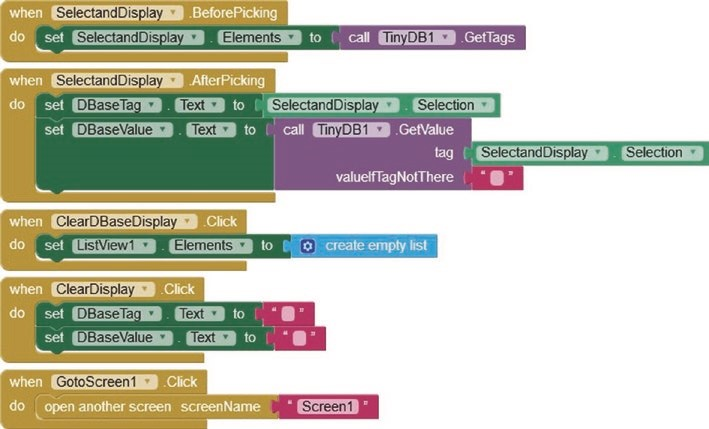 when SelectandDisplay .BeforePicking
do set SelectandDisplay . Elements to call TinyDB1 .GetTags
when SelectandDisplay .AfterPicking
do set DBaseTag . Text to SelectandDisplay . Selection
set DBaseValue . Text to call TinyDB1 .GetValue
tag SelectandDisplay . Selection
valueIfTagNotThere " "
when ClearDBaseDisplay .Click
do set ListView1 . Elements to create empty list
when ClearDisplay .Click
do set DBaseTag . Text to " "
set DBaseValue . Text to " "
when GotoScreen1 .Click
do open another screen screenName " Screen1 "